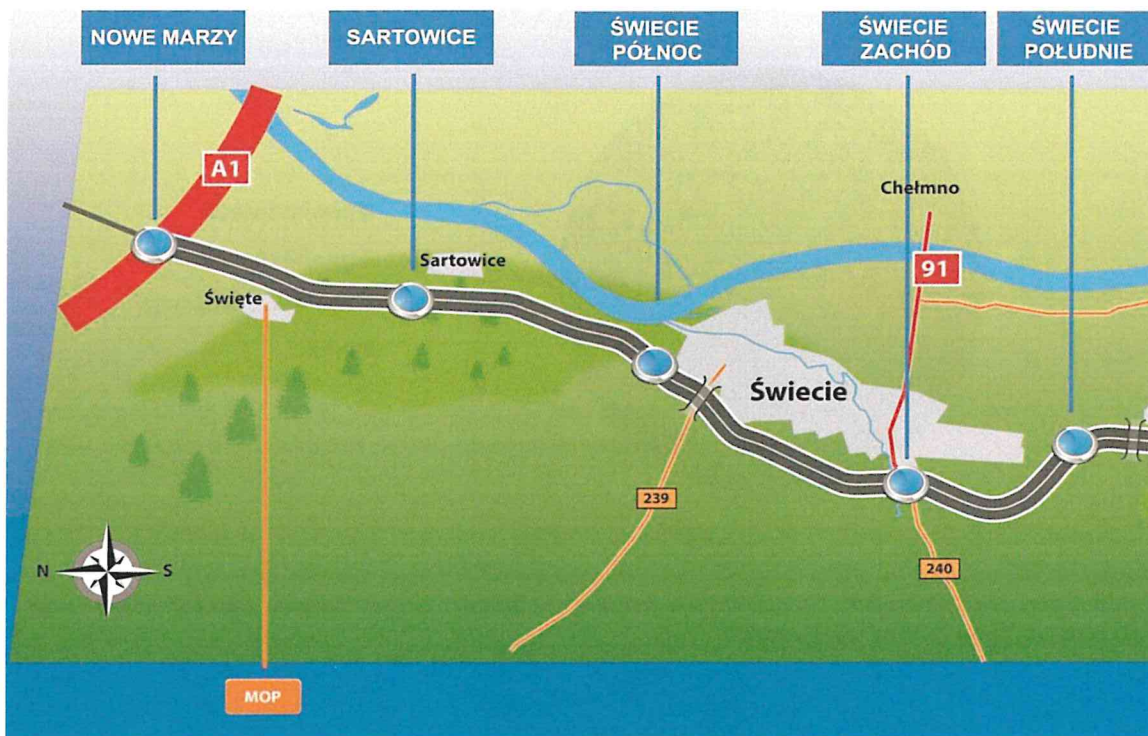 NOWE MARZY
SARTOWICE
ŚWIECIE
PÓŁNOC
ŚWIECIE
ZACHÓD
ŚWIECIE
POŁUDNIE
A1
Chełmno
91
Sartowice
Święte
Świecie
239
240
N
S
MOP